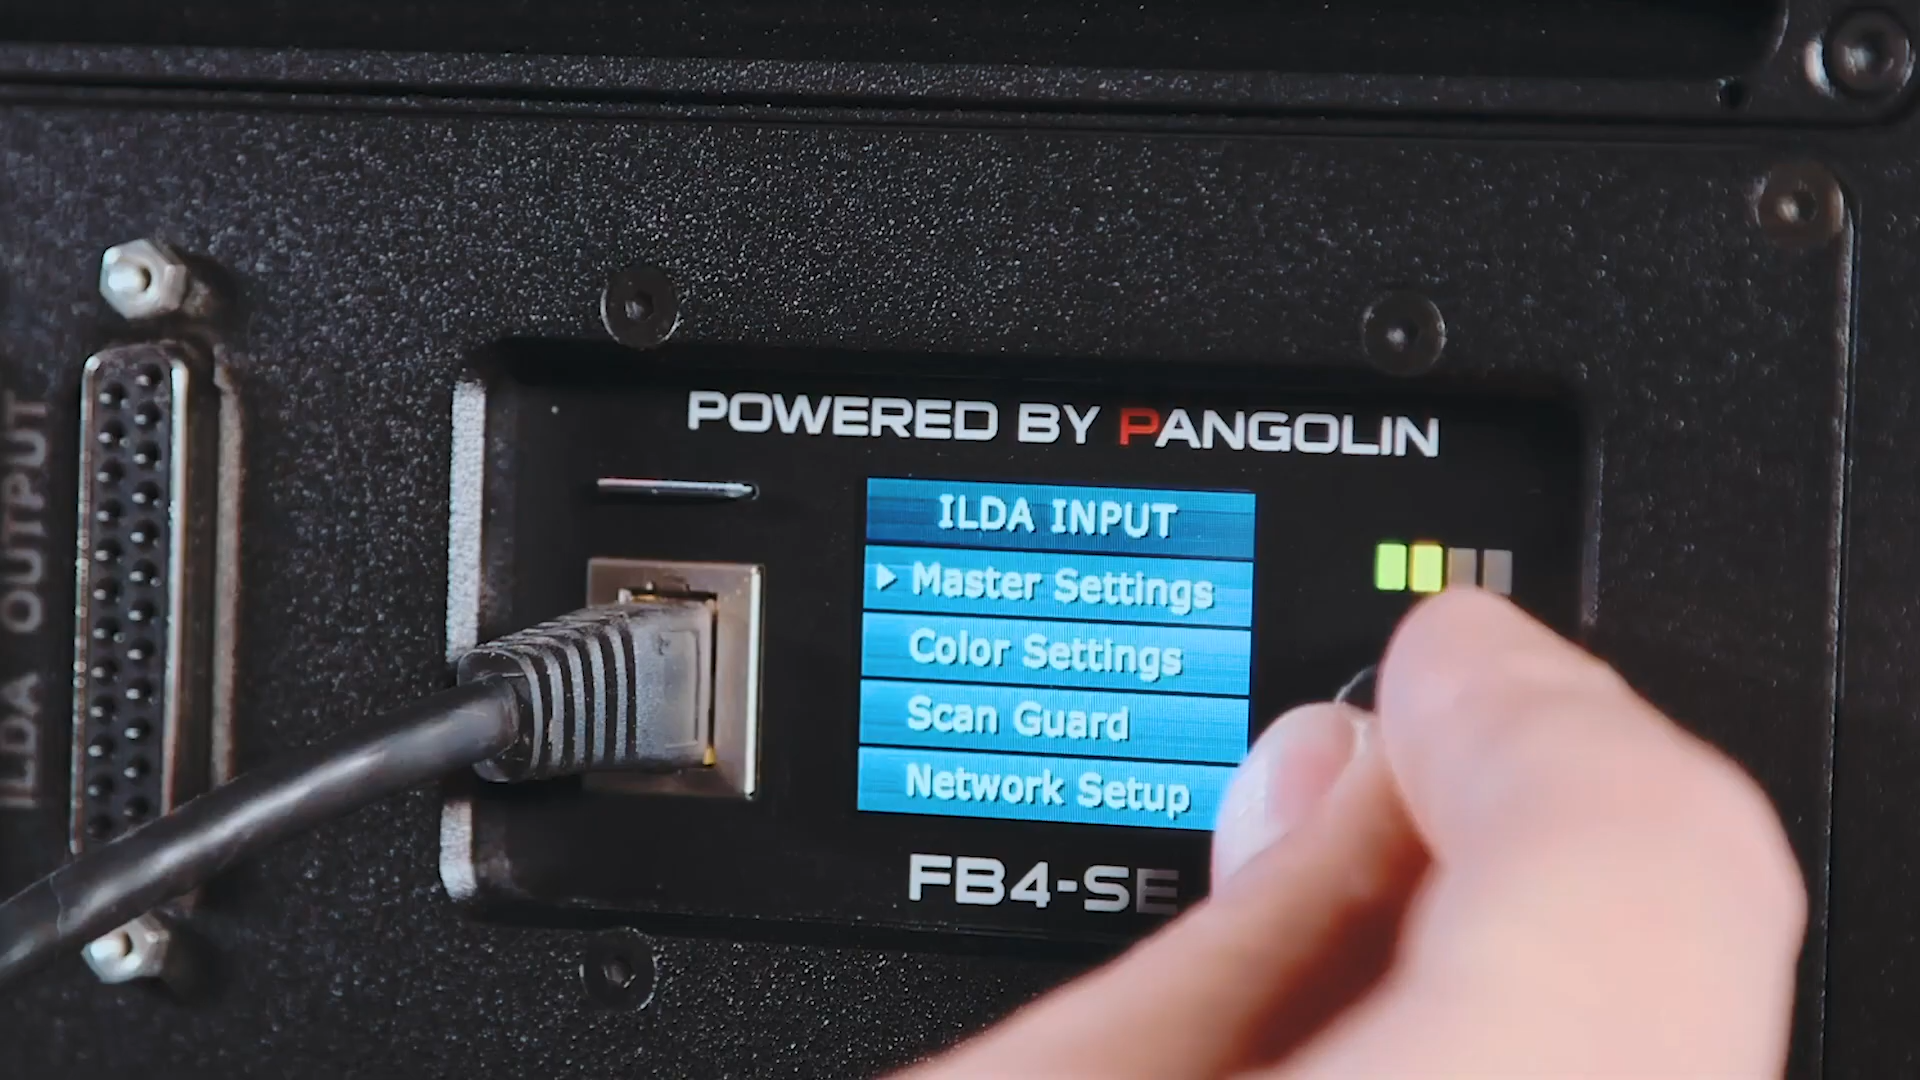 ILDA OUTPUT
POWERED BY PANGOLIN
ILDA INPUT
Master Settings
Color Settings
Scan Guard
Network Setup
FB4-SE